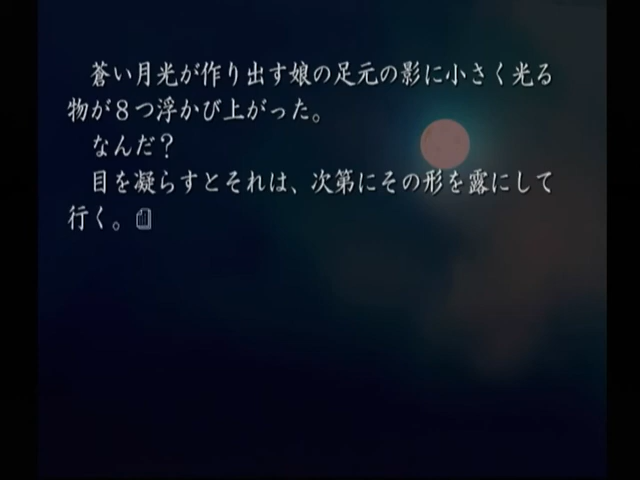 蒼い月光が作り出す娘の足元の影に小さく光る
物が８つ浮かび上がった。
なんだ？
目を凝らすとそれは、次第にその形を露にして
行く。